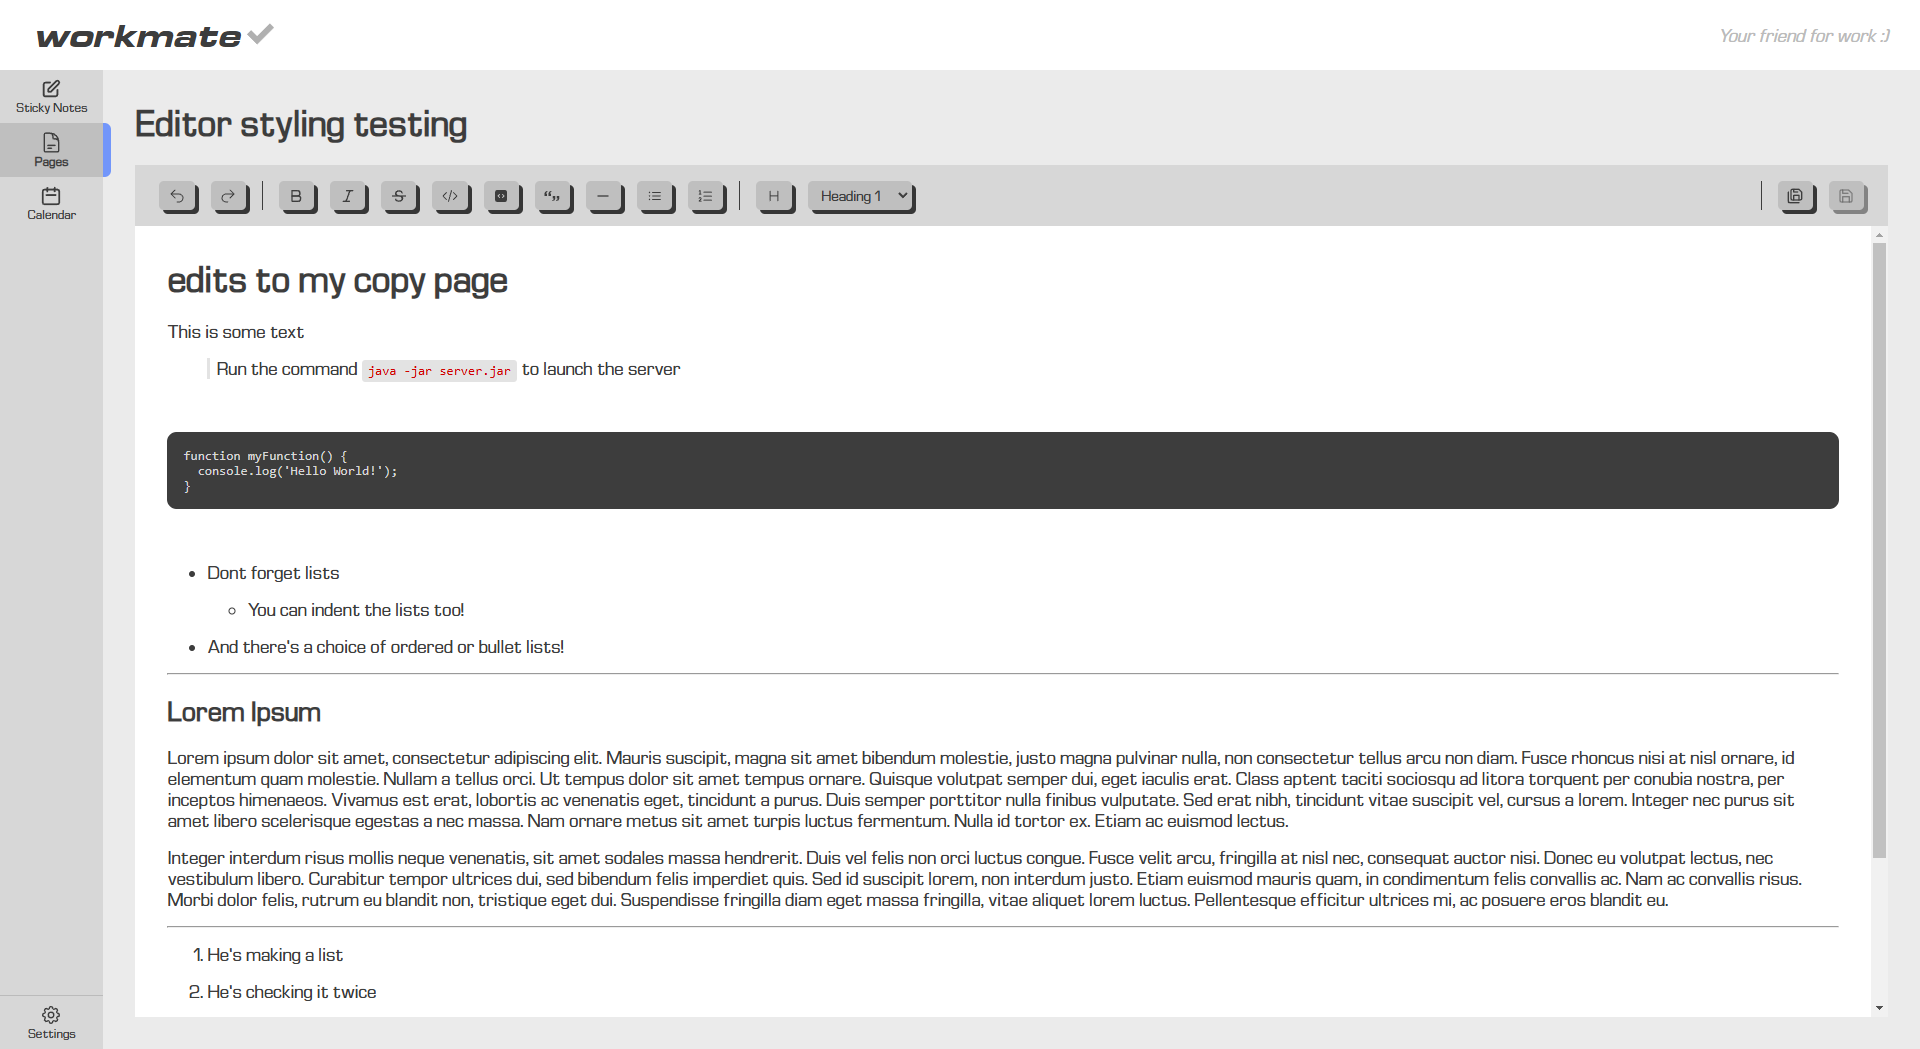 workmate
Your friend for work :)
Sticky Notes
Pages
Calendar
Settings
Editor styling testing
B I S </> “„ H Heading 1
edits to my copy page
This is some text
Run the command java -jar server.jar to launch the server
function myFunction() {
  console.log('Hello World!');
}
• Dont forget lists
◦ You can indent the lists too!
• And there's a choice of ordered or bullet lists!
Lorem Ipsum
Lorem ipsum dolor sit amet, consectetur adipiscing elit. Mauris suscipit, magna sit amet bibendum molestie, justo magna pulvinar nulla, non consectetur tellus arcu non diam. Fusce rhoncus nisi at nisl ornare, id
elementum quam molestie. Nullam a tellus orci. Ut tempus dolor sit amet tempus ornare. Quisque volutpat semper dui, eget iaculis erat. Class aptent taciti sociosqu ad litora torquent per conubia nostra, per
inceptos himenaeos. Vivamus est erat, lobortis ac venenatis eget, tincidunt a purus. Duis semper porttitor nulla finibus vulputate. Sed erat nibh, tincidunt vitae suscipit vel, cursus a lorem. Integer nec purus sit
amet libero scelerisque egestas a nec massa. Nam ornare metus sit amet turpis luctus fermentum. Nulla id tortor ex. Etiam ac euismod lectus.
Integer interdum risus mollis neque venenatis, sit amet sodales massa hendrerit. Duis vel felis non orci luctus congue. Fusce velit arcu, fringilla at nisl nec, consequat auctor nisi. Donec eu volutpat lectus, nec
vestibulum libero. Curabitur tempor ultrices dui, sed bibendum felis imperdiet quis. Sed id suscipit lorem, non interdum justo. Etiam euismod mauris quam, in condimentum felis convallis ac. Nam ac convallis risus.
Morbi dolor felis, rutrum eu blandit non, tristique eget dui. Suspendisse fringilla diam eget massa fringilla, vitae aliquet lorem luctus. Pellentesque efficitur ultrices mi, ac posuere eros blandit eu.
1. He's making a list
2. He's checking it twice